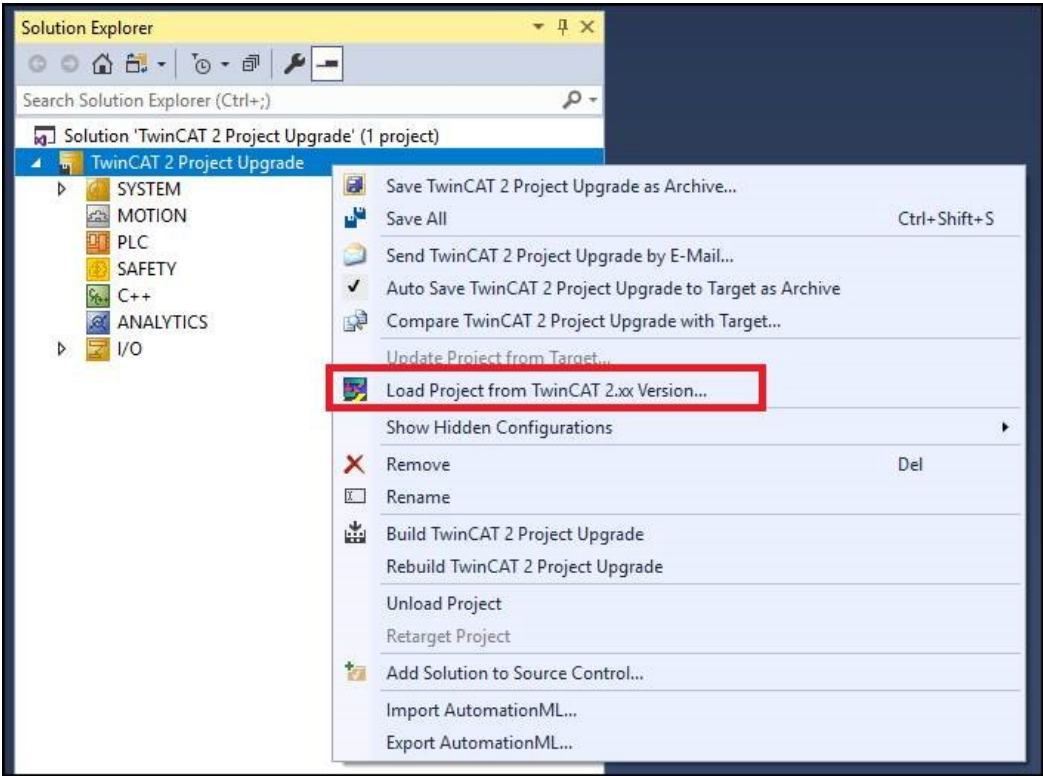 Solution Explorer
Search Solution Explorer (Ctrl+;)
Solution 'TwinCAT 2 Project Upgrade' (1 project)
TwinCAT 2 Project Upgrade
SYSTEM
MOTION
PLC
SAFETY
C++
ANALYTICS
I/O
Save TwinCAT 2 Project Upgrade as Archive...
Save All Ctrl+Shift+S
Send TwinCAT 2 Project Upgrade by E-Mail...
Auto Save TwinCAT 2 Project Upgrade to Target as Archive
Compare TwinCAT 2 Project Upgrade with Target...
Update Project from Target...
Load Project from TwinCAT 2.xx Version...
Show Hidden Configurations
Remove Del
Rename
Build TwinCAT 2 Project Upgrade
Rebuild TwinCAT 2 Project Upgrade
Unload Project
Retarget Project
Add Solution to Source Control...
Import AutomationML...
Export AutomationML...